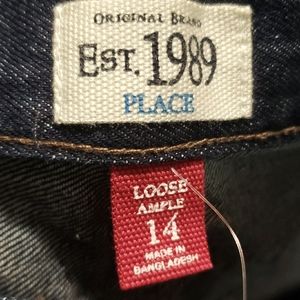 ORIGINAL BRAND
EST. 1989
PLACE
LOOSE
AMPLE
14
MADE IN
BANGLADESH